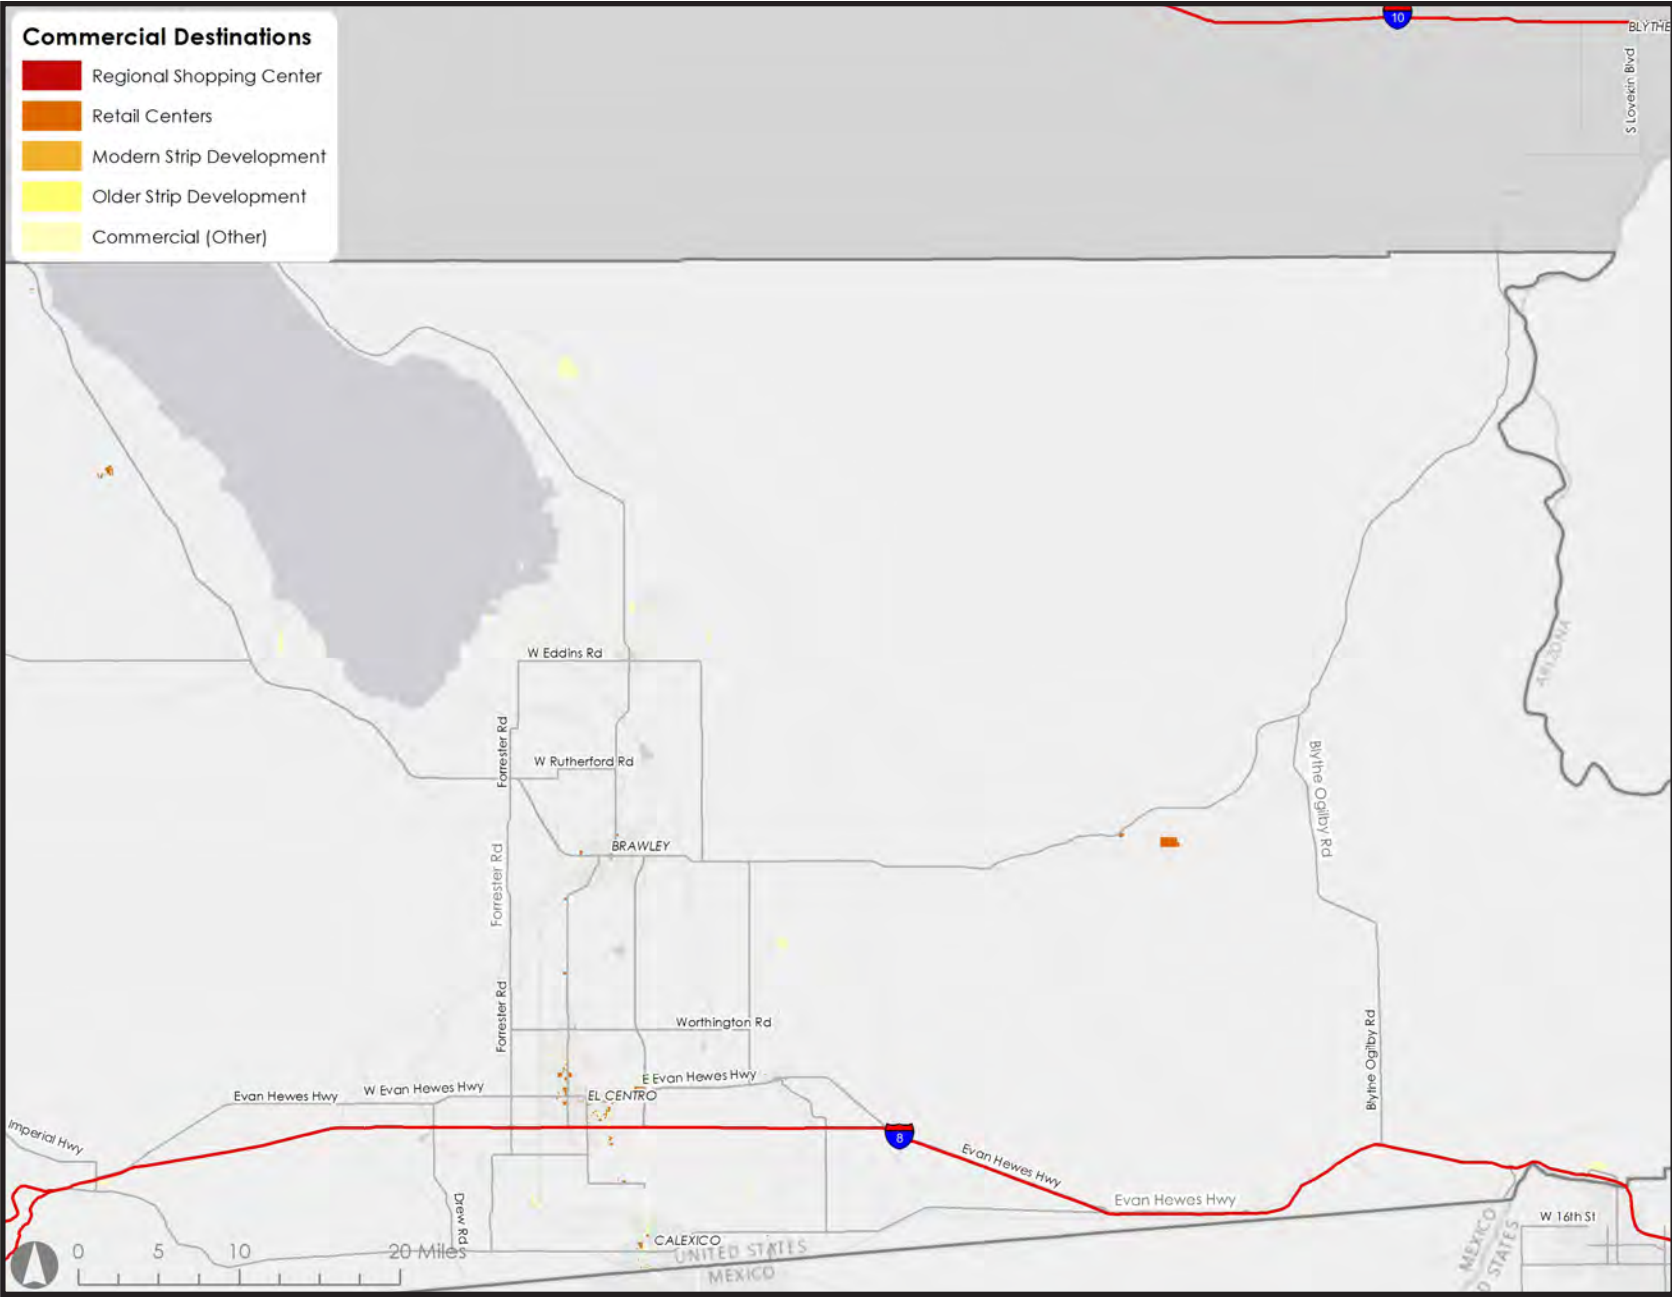 Commercial Destinations
Regional Shopping Center
Retail Centers
Modern Strip Development
Older Strip Development
Commercial (Other)
10
BLYTHE
S Lovekin Blvd
ARIZONA
W Eddins Rd
Forrester Rd
W Rutherford Rd
Blythe Ogilby Rd
BRAWLEY
Forrester Rd
Forrester Rd
Worthington Rd
Blythe Ogilby Rd
E Evan Hewes Hwy
W Evan Hewes Hwy
Evan Hewes Hwy
EL CENTRO
Imperial Hwy
8
Evan Hewes Hwy
Evan Hewes Hwy
Drew Rd
W 16th St
CALEXICO
UNITED STATES
MEXICO
MEXICO
D STATES
0 5 10 20 Miles